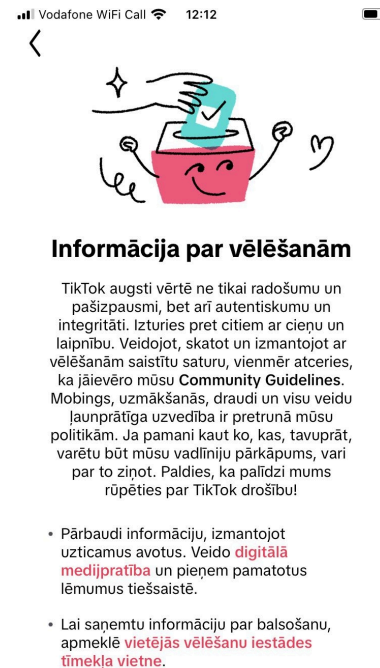 Vodafone WiFi Call 12:12
Informācija par vēlēšanām
TikTok augsti vērtē ne tikai radošumu un
pašizpausmi, bet arī autentiskumu un
integritāti. Izturies pret citiem ar cieņu un
laipnību. Veidojot, skatot un izmantojot ar
vēlēšanām saistītu saturu, vienmēr atceries,
ka jāievēro mūsu Community Guidelines.
Mobings, uzmākšanās, draudi un visu veidu
ļaunprātīga uzvedība ir pretrunā mūsu
politikām. Ja pamani kaut ko, kas, tavuprāt,
varētu būt mūsu vadlīniju pārkāpums, vari
par to ziņot. Paldies, ka palīdzi mums
rūpēties par TikTok drošību!
• Pārbaudi informāciju, izmantojot
uzticamus avotus. Veido digitālā
medijpratība un pieņem pamatotus
lēmumus tiešsaistē.
• Lai saņemtu informāciju par balsošanu,
apmeklē vietējās vēlēšanu iestādes
tīmekļa vietne.